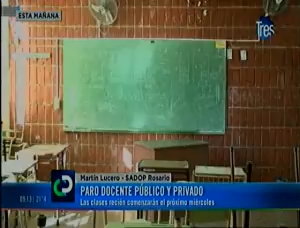 ESTA MAÑANA
Tres
Martín Lucero - SADOP Rosario
PARO DOCENTE PÚBLICO Y PRIVADO
Las clases recién comenzarán el próximo miércoles